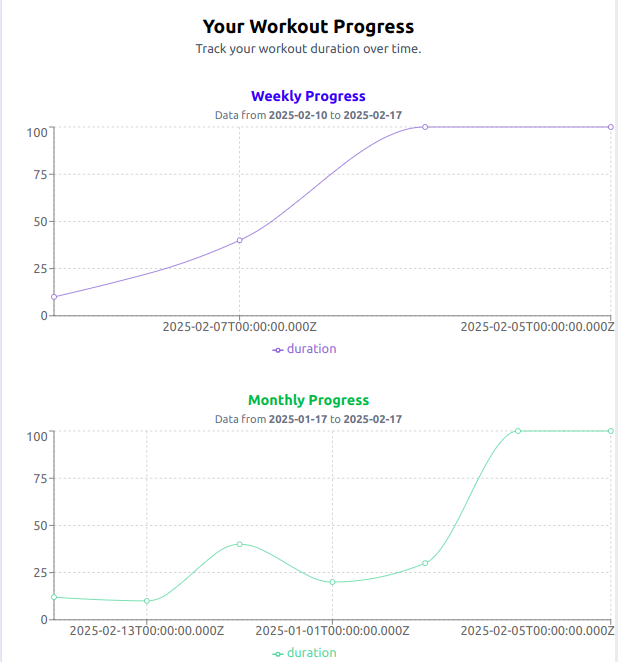 Your Workout Progress
Track your workout duration over time.
Weekly Progress
Data from 2025-02-10 to 2025-02-17
100
75
50
25
0
2025-02-07T00:00:00.000Z 2025-02-05T00:00:00.000Z
duration
Monthly Progress
Data from 2025-01-17 to 2025-02-17
100
75
50
25
0
2025-02-13T00:00:00.000Z 2025-01-01T00:00:00.000Z 2025-02-05T00:00:00.000Z
duration